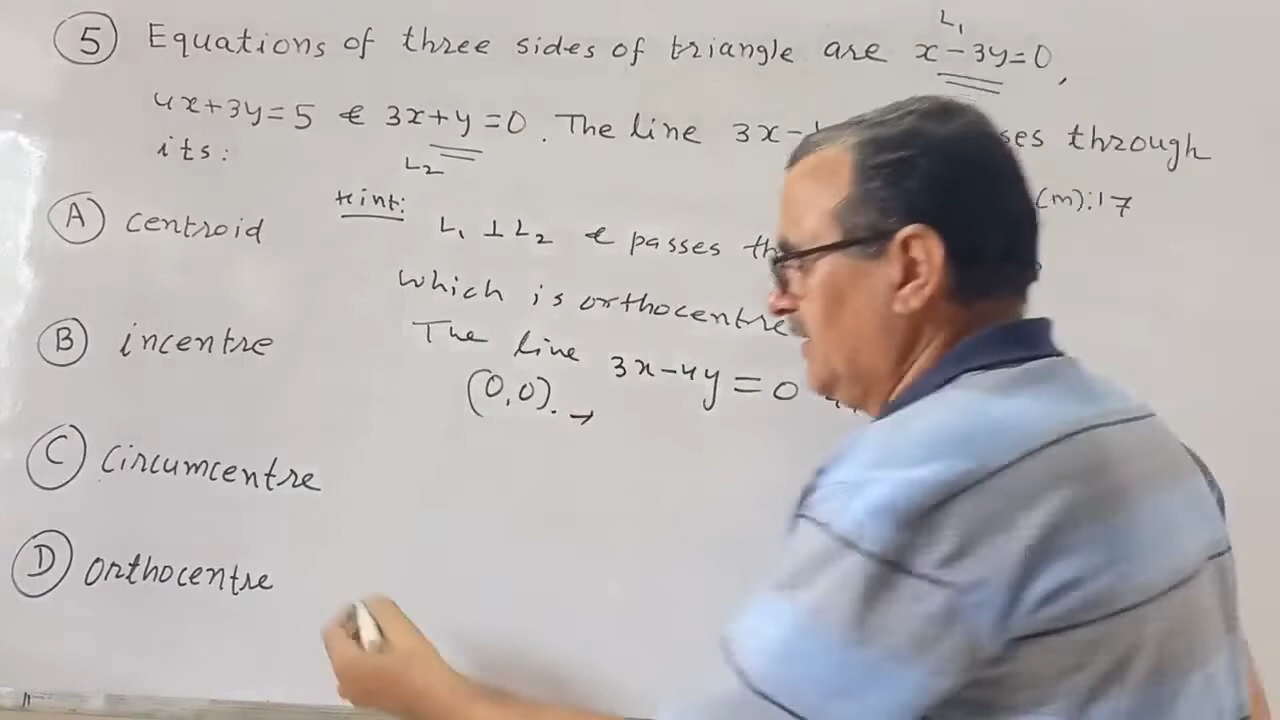 5 Equations of three sides of triangle are x-3y=0,
L₁
4x+3y=5 & 3x+y=0. The line 3x- through
L₂
its:
(m):17
A centroid
Hint:
L₁ ⊥ L₂ & passes
which is orthocentre
The line 3x-4y=0
(0,0). →
B incentre
C circumcentre
D orthocentre